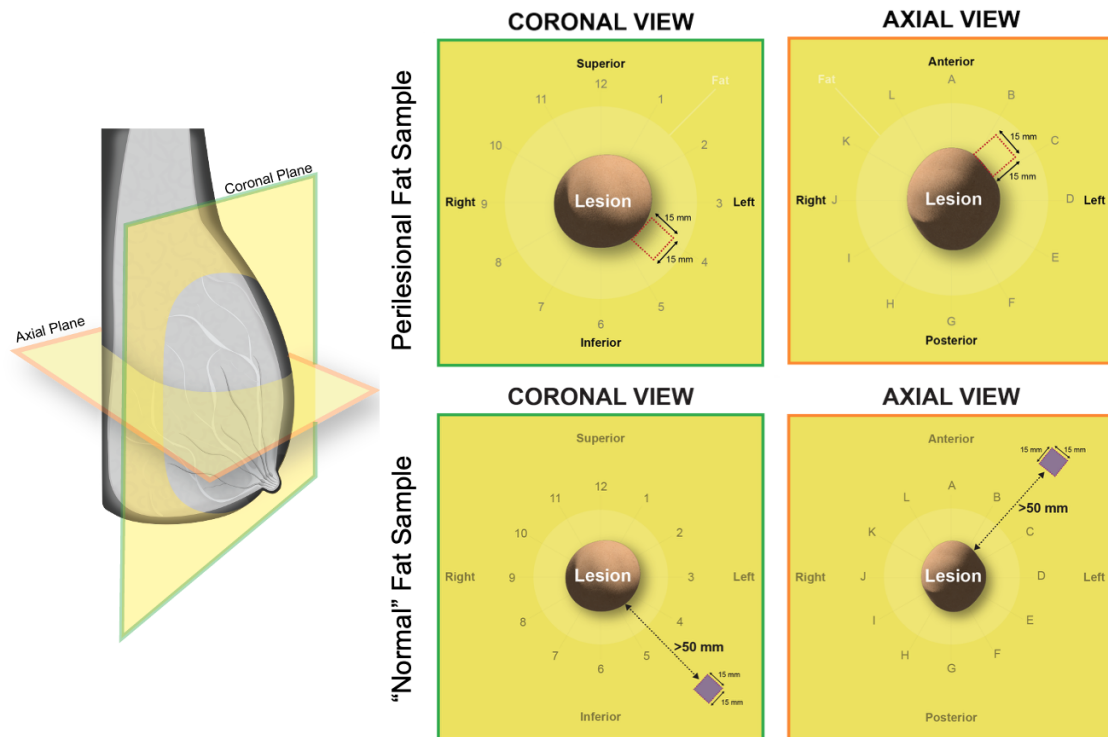 Coronal Plane
Axial Plane
Perilesional Fat Sample
CORONAL VIEW
Superior
12
11
1
Fat
10
2
Right
9
Lesion
3
Left
15 mm
15 mm
8
4
7
5
6
Inferior
AXIAL VIEW
Anterior
Fat
A
L
B
15 mm
K
C
15 mm
Right
J
Lesion
D
Left
I
E
H
F
G
Posterior
“Normal” Fat Sample
CORONAL VIEW
Superior
12
11
1
10
2
Right
9
Lesion
3
Left
8
4
7
5
>50 mm
6
15 mm
15 mm
Inferior
AXIAL VIEW
Anterior
15 mm
15 mm
A
L
B
>50 mm
K
C
Right
J
Lesion
D
Left
I
E
H
F
G
Posterior